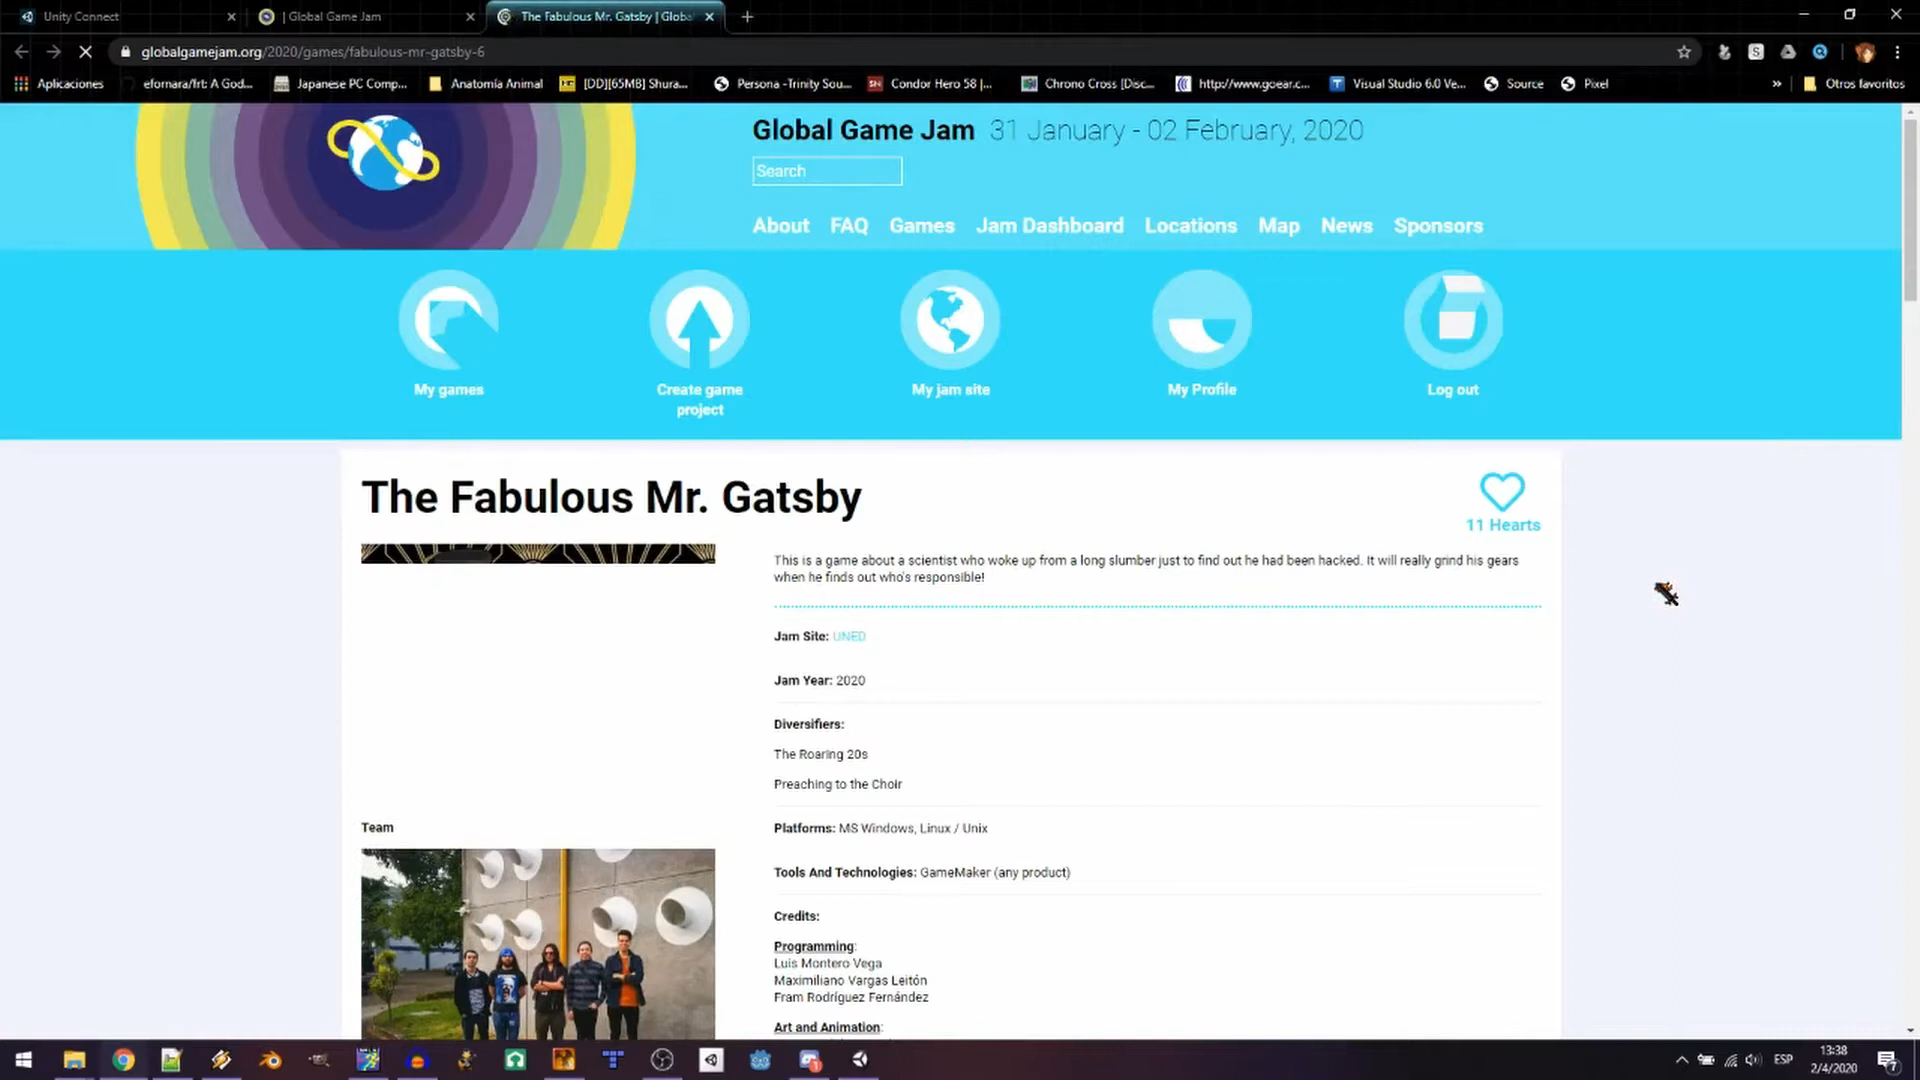 Unity Connect
| Global Game Jam
The Fabulous Mr. Gatsby | Globa
globalgamejam.org/2020/games/fabulous-mr-gatsby-6
Aplicaciones
efornara/frt: A God...
Japanese PC Comp...
Anatomía Animal
[DD][65MB] Shura...
Persona -Trinity Sou...
Condor Hero 58 |...
Chrono Cross [Disc...
http://www.goear.c...
Visual Studio 6.0 Ve...
Source
Pixel
»
Otros favoritos
Global Game Jam 31 January - 02 February, 2020
Search
About FAQ Games Jam Dashboard Locations Map News Sponsors
My games
Create game
project
My jam site
My Profile
Log out
The Fabulous Mr. Gatsby
11 Hearts
This is a game about a scientist who woke up from a long slumber just to find out he had been hacked. It will really grind his gears
when he finds out who's responsible!
Jam Site: UNED
Jam Year: 2020
Diversifiers:
The Roaring 20s
Preaching to the Choir
Team
Platforms: MS Windows, Linux / Unix
Tools And Technologies: GameMaker (any product)
Credits:
Programming:
Luis Montero Vega
Maximiliano Vargas Leitón
Fram Rodríguez Fernández
Art and Animation:
ESP
13:38
2/4/2020